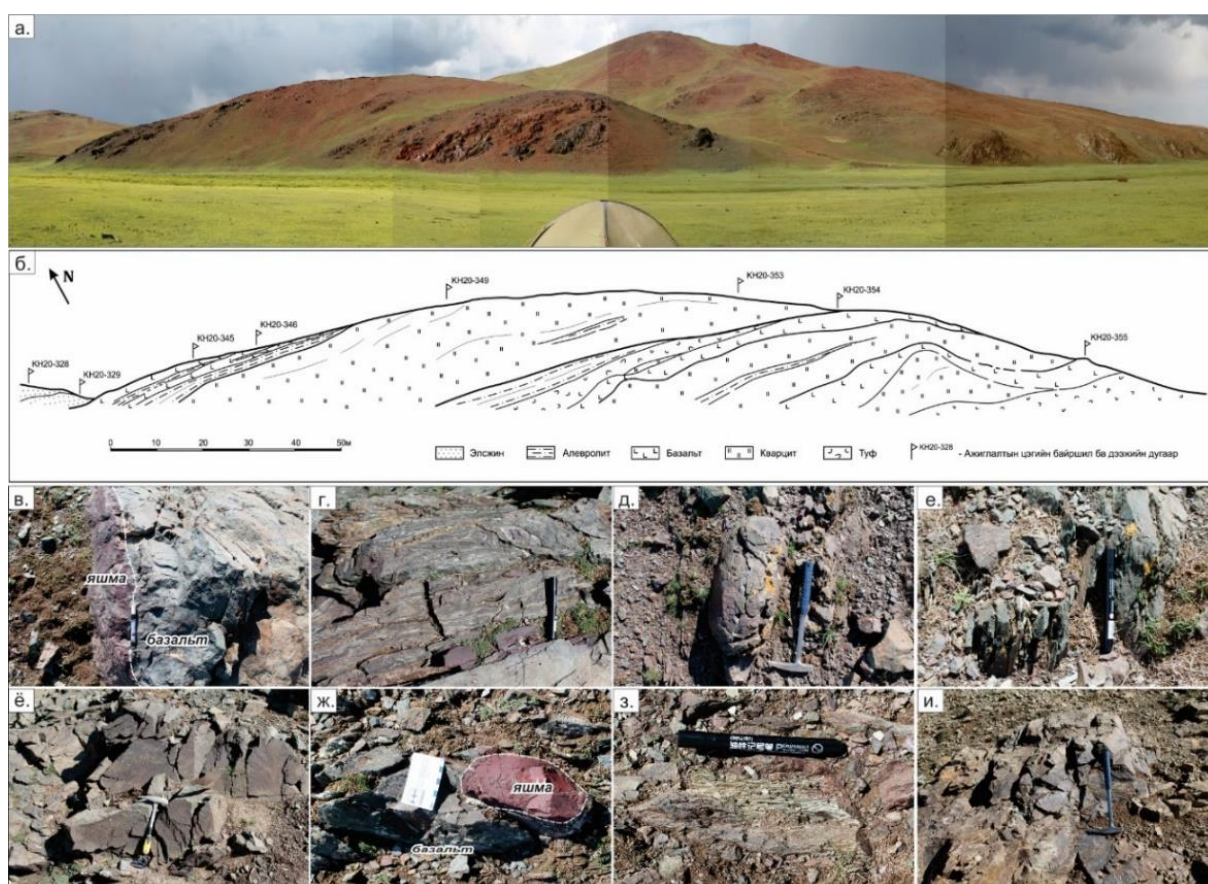 а.
б.
N
КН20-328
КН20-329
КН20-345
КН20-346
КН20-349
КН20-353
КН20-354
КН20-355
0 10 20 30 40 50м
Элсжин
Алевролит
Базальт
Кварцит
Туф
КН20-328 - Ажиглалтын цэгийн байршил ба дээжийн дугаар
в.
яшма
базальт
г.
д.
е.
ё.
ж.
яшма
базальт
з.
и.